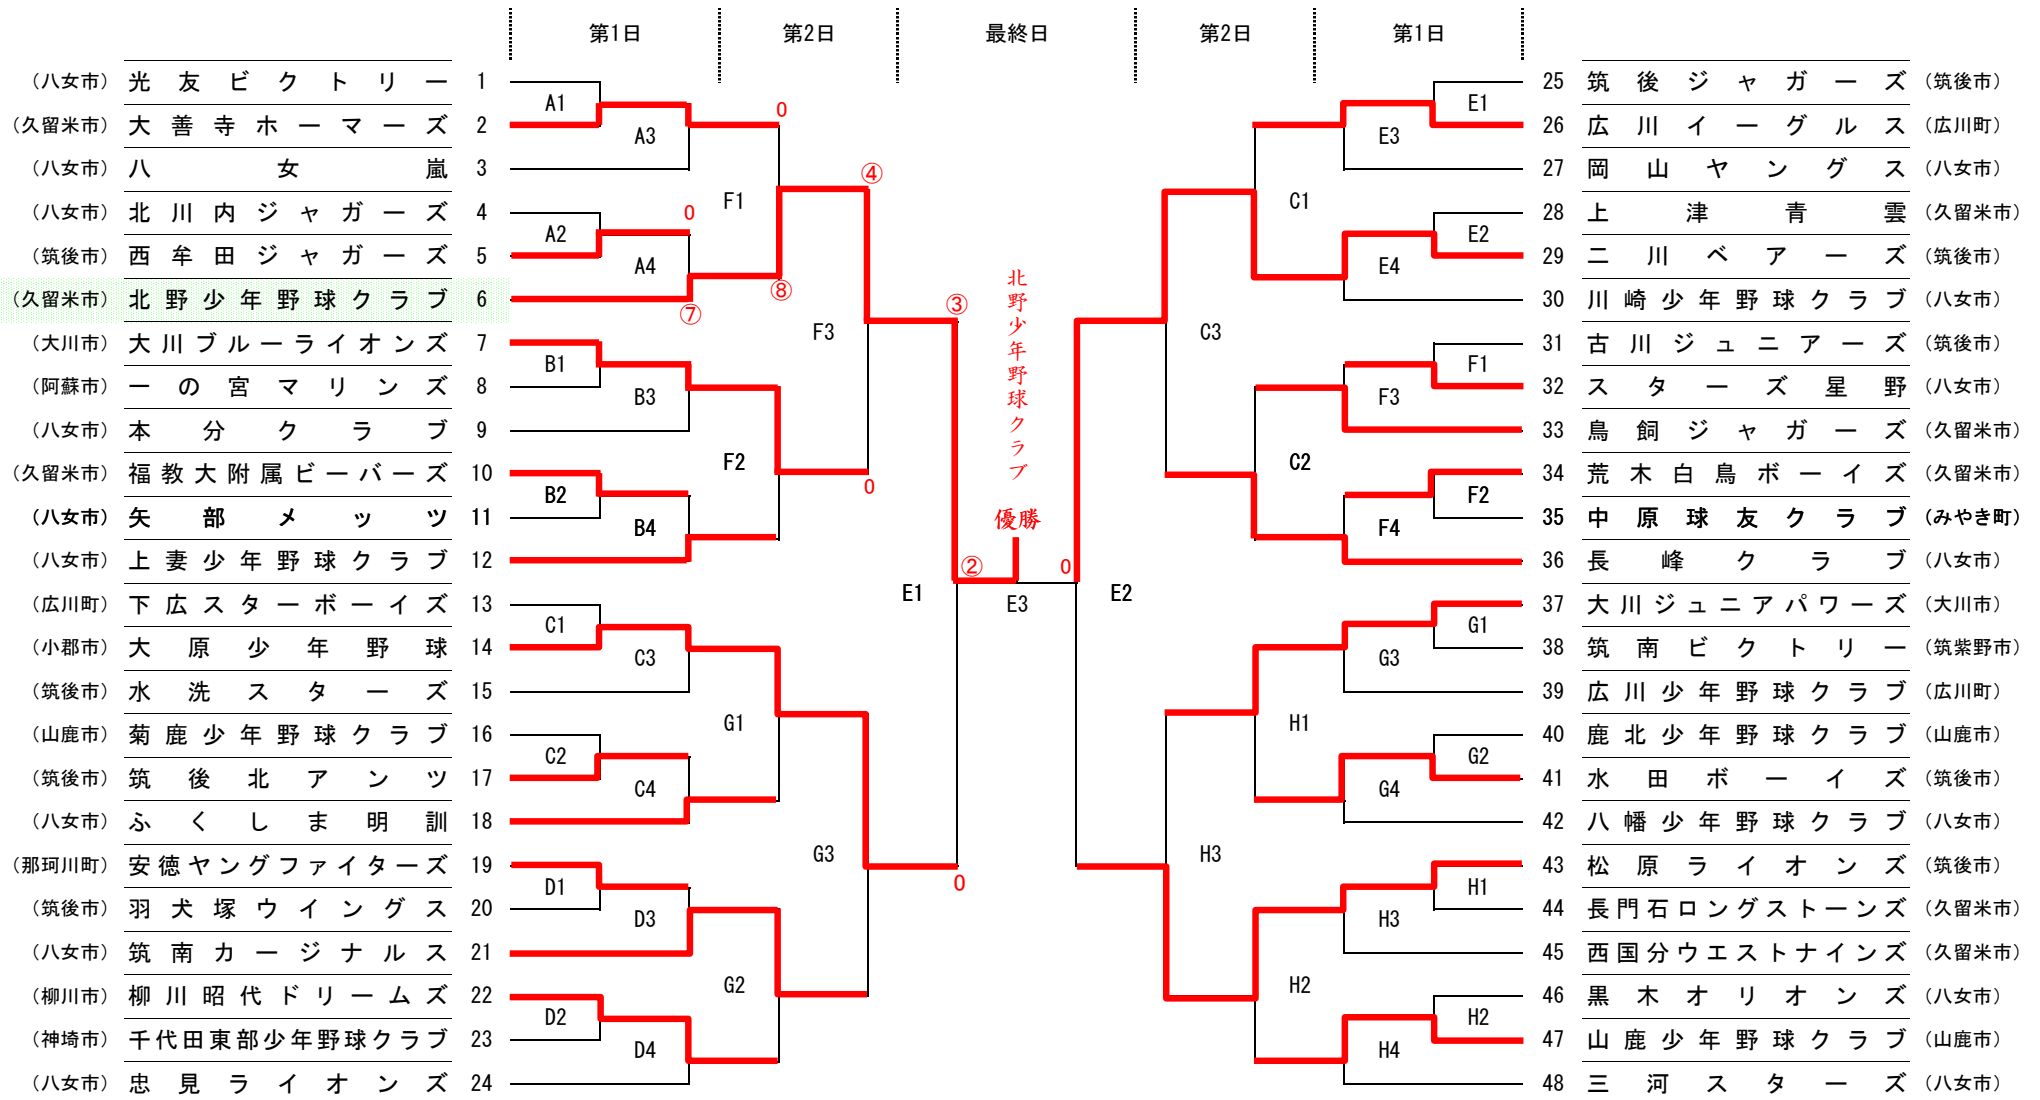 第1日 第2日 最終日 第2日 第1日
(八女市) 光友ビクトリー 1
(久留米市) 大善寺ホーマーズ 2
(八女市) 八女嵐 3
(八女市) 北川内ジャガーズ 4
(筑後市) 西牟田ジャガーズ 5
(久留米市) 北野少年野球クラブ 6
(大川市) 大川ブルーライオンズ 7
(阿蘇市) 一の宮マリンズ 8
(八女市) 本分クラブ 9
(久留米市) 福教大附属ビーバーズ 10
(八女市) 矢部メッツ 11
(八女市) 上妻少年野球クラブ 12
(広川町) 下広スターボーイズ 13
(小郡市) 大原少年野球 14
(筑後市) 水洗スターズ 15
(山鹿市) 菊鹿少年野球クラブ 16
(筑後市) 筑後北アンツ 17
(八女市) ふくしま明訓 18
(那珂川町) 安徳ヤングファイターズ 19
(筑後市) 羽犬塚ウイングス 20
(八女市) 筑南カージナルス 21
(柳川市) 柳川昭代ドリームズ 22
(神埼市) 千代田東部少年野球クラブ 23
(八女市) 忠見ライオンズ 24
A1
A2
B1
B2
C1
C2
D1
D2
A3
A4
B3
B4
C3
C4
D3
D4
0
⑦
F1
F2
G1
G2
0
⑧
F3
G3
④
0
E1
③
0
北野少年野球クラブ
優勝
②
0
E3
E2
C3
H3
C1
C2
H1
H2
E3
E4
F3
F4
G3
G4
H3
H4
E1
E2
F1
F2
G1
G2
H1
H2
25 筑後ジャガーズ (筑後市)
26 広川イーグルス (広川町)
27 岡山ヤングス (八女市)
28 上津青雲 (久留米市)
29 二川ベアーズ (筑後市)
30 川崎少年野球クラブ (八女市)
31 古川ジュニアーズ (筑後市)
32 スターズ星野 (八女市)
33 鳥飼ジャガーズ (久留米市)
34 荒木白鳥ボーイズ (久留米市)
35 中原球友クラブ (みやき町)
36 長峰クラブ (八女市)
37 大川ジュニアパワーズ (大川市)
38 筑南ビクトリー (筑紫野市)
39 広川少年野球クラブ (広川町)
40 鹿北少年野球クラブ (山鹿市)
41 水田ボーイズ (筑後市)
42 八幡少年野球クラブ (八女市)
43 松原ライオンズ (筑後市)
44 長門石ロングストーンズ (久留米市)
45 西国分ウエストナインズ (久留米市)
46 黒木オリオンズ (八女市)
47 山鹿少年野球クラブ (山鹿市)
48 三河スターズ (八女市)